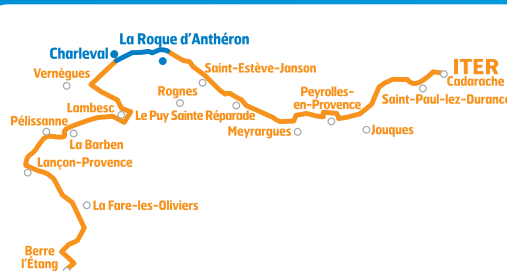 La Roque d'Anthéron
Charleval
Vernègues
Saint-Estève-Janson
ITER
Cadarache
Rognes
Peyrolles-
en-Provence
Saint-Paul-lez-Durance
Lambesc
Le Puy Sainte Réparade
Pélissanne
Meyrargues
Jouques
La Barben
Lançon-Provence
La Fare-les-Oliviers
Berre
l'Étang